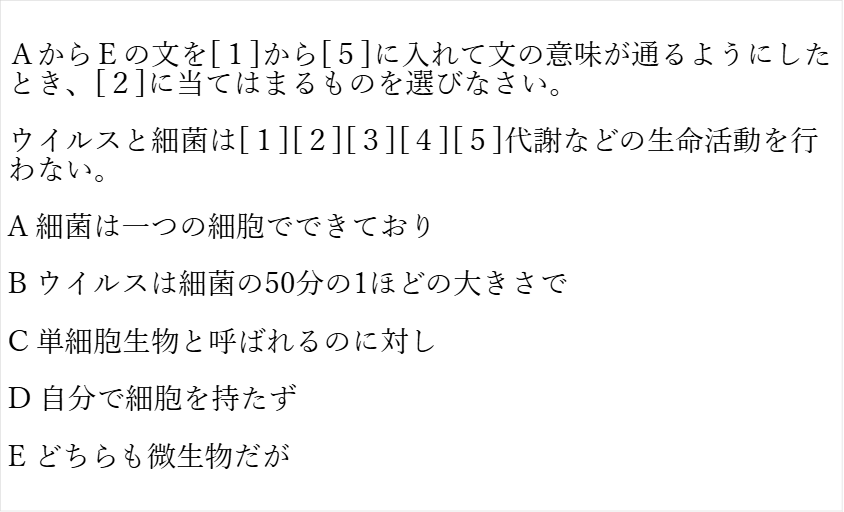 ＡからＥの文を[１]から[５]に入れて文の意味が通るようにした
とき、[２]に当てはまるものを選びなさい。
ウイルスと細菌は[１][２][３][４][５]代謝などの生命活動を行
わない。
A 細菌は一つの細胞でできており
B ウイルスは細菌の50分の1ほどの大きさで
C 単細胞生物と呼ばれるのに対し
D 自分で細胞を持たず
E どちらも微生物だが